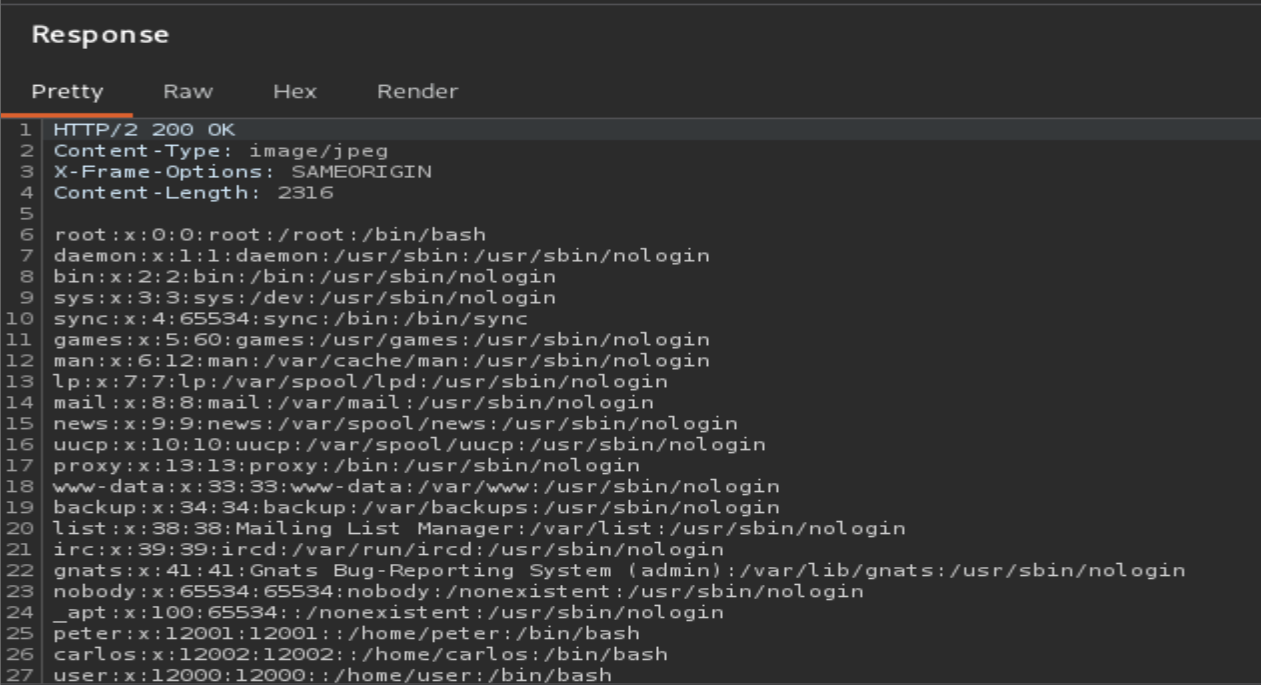 Response
Pretty Raw Hex Render
1 HTTP/2 200 OK
2 Content-Type: image/jpeg
3 X-Frame-Options: SAMEORIGIN
4 Content-Length: 2316
5
6 root:x:0:0:root:/root:/bin/bash
7 daemon:x:1:1:daemon:/usr/sbin:/usr/sbin/nologin
8 bin:x:2:2:bin:/bin:/usr/sbin/nologin
9 sys:x:3:3:sys:/dev:/usr/sbin/nologin
10 sync:x:4:65534:sync:/bin:/bin/sync
11 games:x:5:60:games:/usr/games:/usr/sbin/nologin
12 man:x:6:12:man:/var/cache/man:/usr/sbin/nologin
13 lp:x:7:7:lp:/var/spool/lpd:/usr/sbin/nologin
14 mail:x:8:8:mail:/var/mail:/usr/sbin/nologin
15 news:x:9:9:news:/var/spool/news:/usr/sbin/nologin
16 uucp:x:10:10:uucp:/var/spool/uucp:/usr/sbin/nologin
17 proxy:x:13:13:proxy:/bin:/usr/sbin/nologin
18 www-data:x:33:33:www-data:/var/www:/usr/sbin/nologin
19 backup:x:34:34:backup:/var/backups:/usr/sbin/nologin
20 list:x:38:38:Mailing List Manager:/var/list:/usr/sbin/nologin
21 irc:x:39:39:ircd:/var/run/ircd:/usr/sbin/nologin
22 gnats:x:41:41:Gnats Bug-Reporting System (admin):/var/lib/gnats:/usr/sbin/nologin
23 nobody:x:65534:65534:nobody:/nonexistent:/usr/sbin/nologin
24 _apt:x:100:65534::/nonexistent:/usr/sbin/nologin
25 peter:x:12001:12001::/home/peter:/bin/bash
26 carlos:x:12002:12002::/home/carlos:/bin/bash
27 user:x:12000:12000::/home/user:/bin/bash